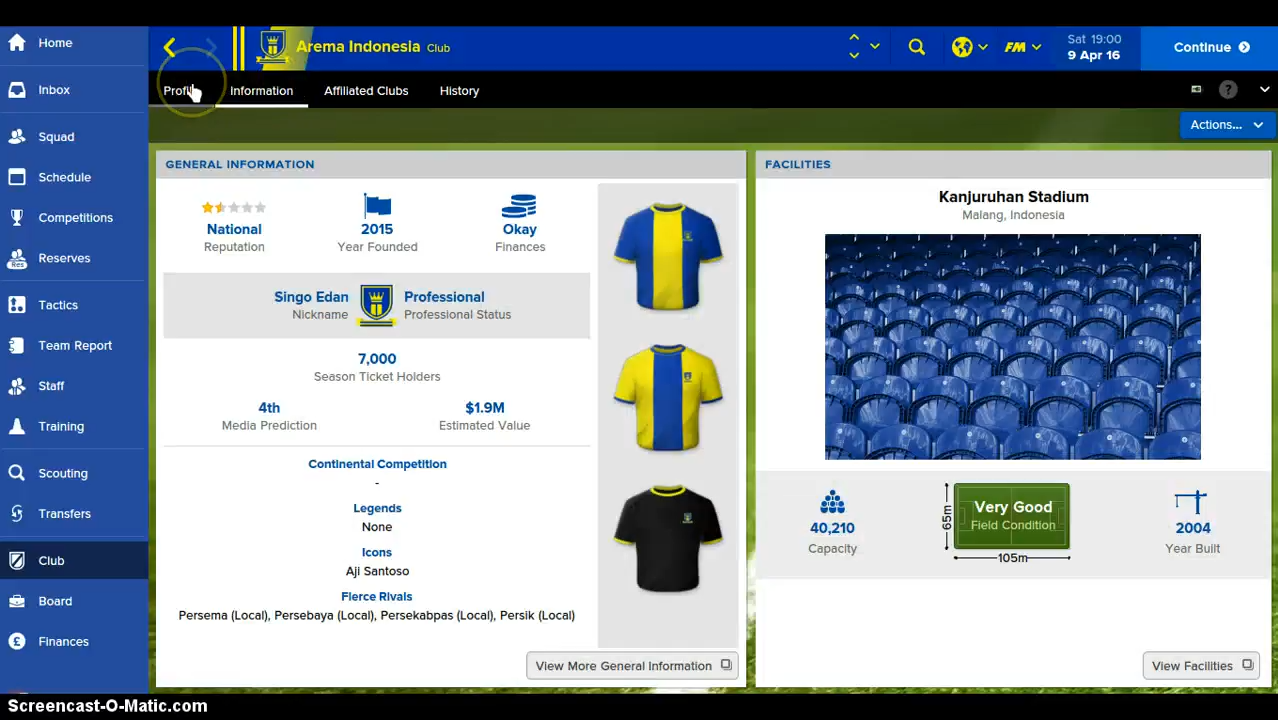 Home
Inbox
Squad
Schedule
Competitions
Reserves
Res
Tactics
Team Report
Staff
Training
Scouting
Transfers
Club
Board
£
Finances
Arema Indonesia Club
FM
Sat 19:00
9 Apr 16
Continue
Information
Affiliated Clubs
History
?
Actions...
GENERAL INFORMATION
National
Reputation
2015
Year Founded
Okay
Finances
Singo Edan
Nickname
Professional
Professional Status
7,000
Season Ticket Holders
4th
Media Prediction
$1.9M
Estimated Value
Continental Competition
-
Legends
None
Icons
Aji Santoso
Fierce Rivals
Persema (Local), Persebaya (Local), Persekabpas (Local), Persik (Local)
View More General Information
FACILITIES
Kanjuruhan Stadium
Malang, Indonesia
40,210
Capacity
65m
Very Good
Field Condition
105m
2004
Year Built
View Facilities
Screencast-O-Matic.com